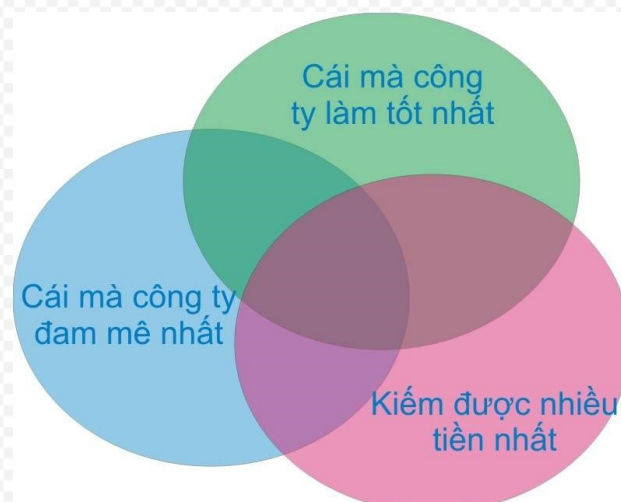 Cái mà công
ty làm tốt nhất
Cái mà công ty
đam mê nhất
Kiếm được nhiều
tiền nhất